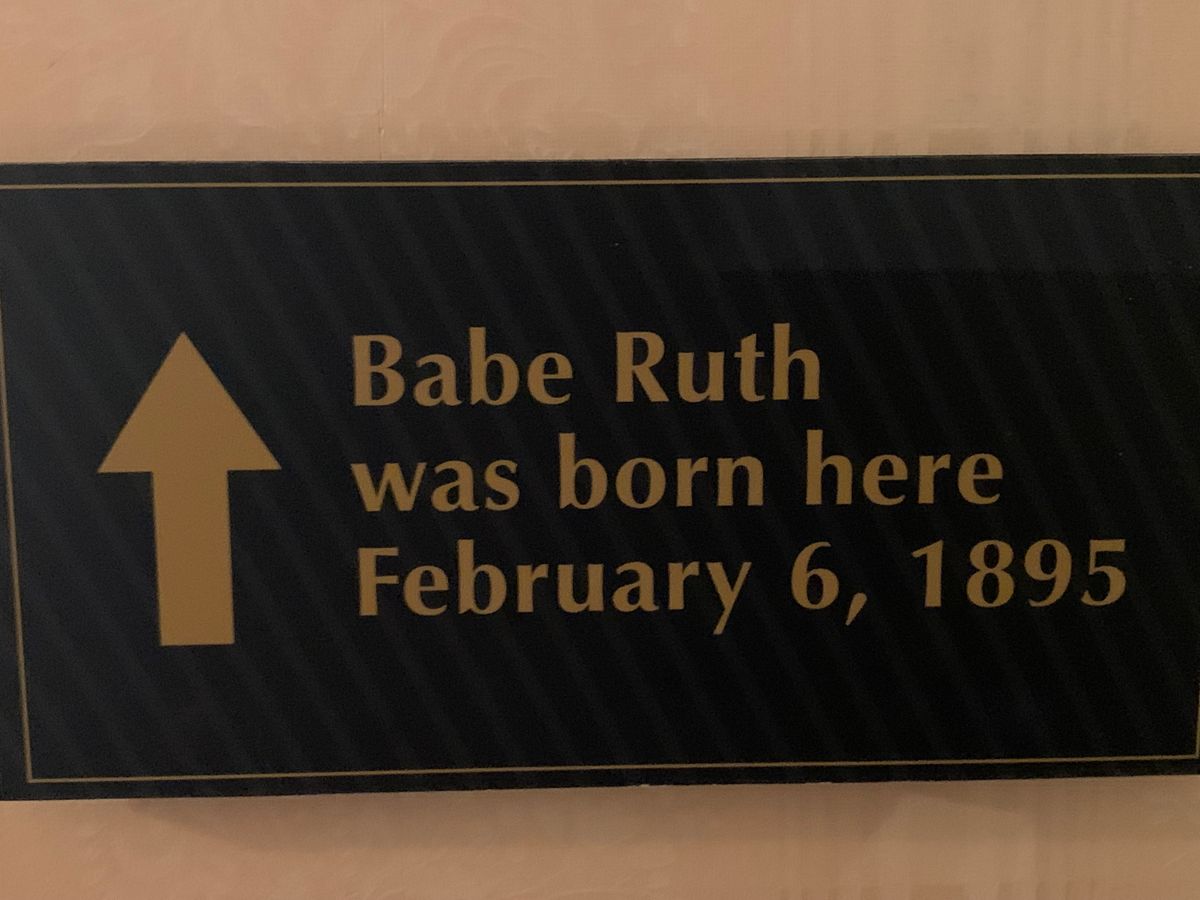 Babe Ruth
was born here
February 6, 1895